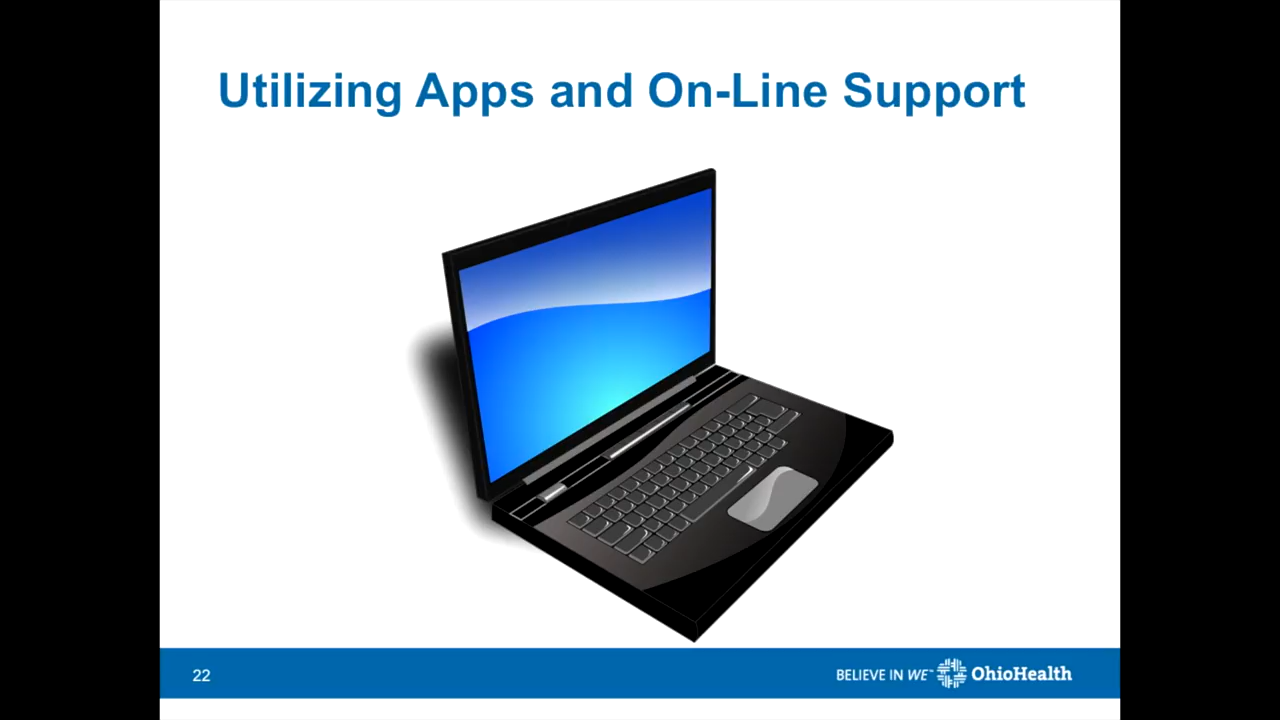 Utilizing Apps and On-Line Support
22
BELIEVE IN WE™ OhioHealth